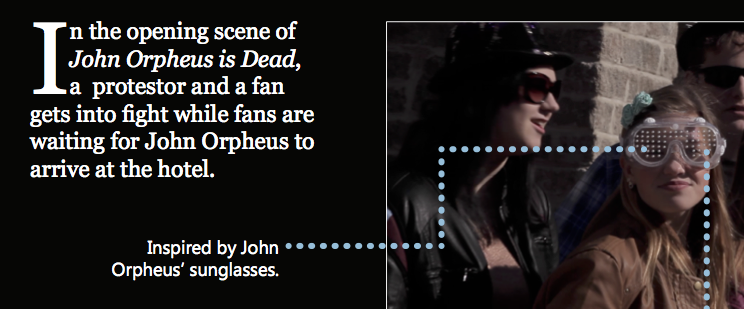 In the opening scene of
John Orpheus is Dead,
a protestor and a fan
gets into fight while fans are
waiting for John Orpheus to
arrive at the hotel.
Inspired by John
Orpheus’ sunglasses.